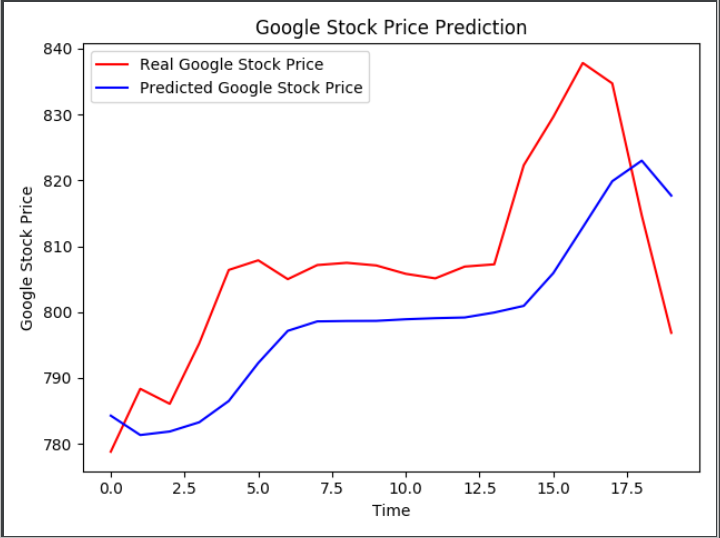 Google Stock Price Prediction
Real Google Stock Price
Predicted Google Stock Price
Google Stock Price
840
830
820
810
800
790
780
0.0 2.5 5.0 7.5 10.0 12.5 15.0 17.5
Time